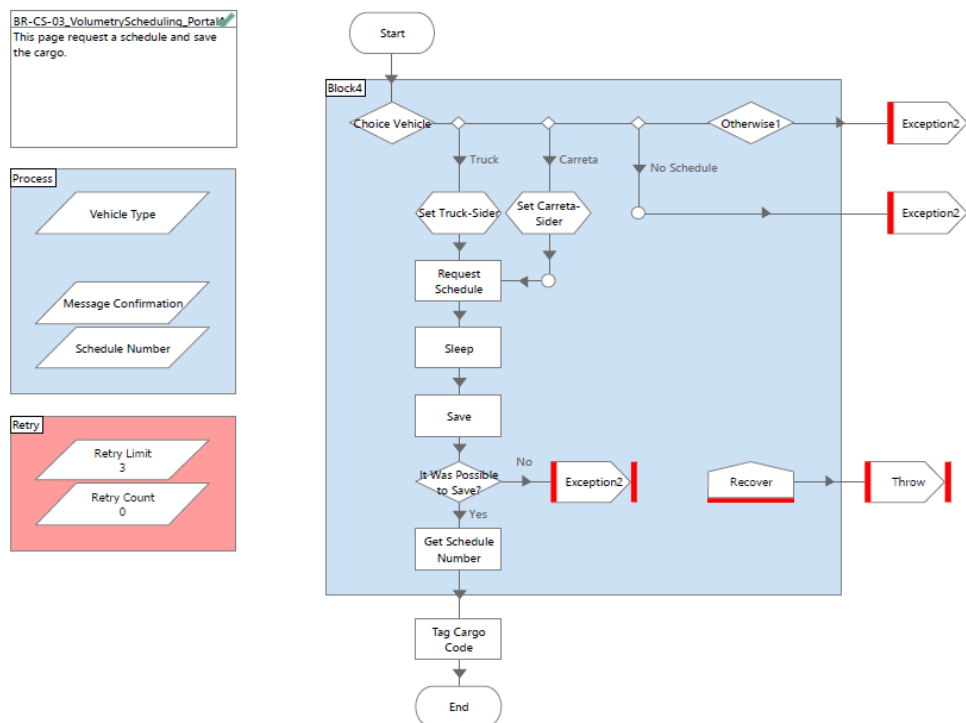 BR-CS-03_VolumetryScheduling_Portal
This page request a schedule and save
the cargo.
Start
Block4
Choice Vehicle
Otherwise1
Exception2
Truck
Carreta
No Schedule
Process
Vehicle Type
Set Truck-Sider
Set Carreta-
Sider
Exception2
Request
Schedule
Message Confirmation
Schedule Number
Sleep
Save
Retry
Retry Limit
3
Retry Count
0
It Was Possible
to Save?
No
Exception2
Recover
Throw
Yes
Get Schedule
Number
Tag Cargo
Code
End